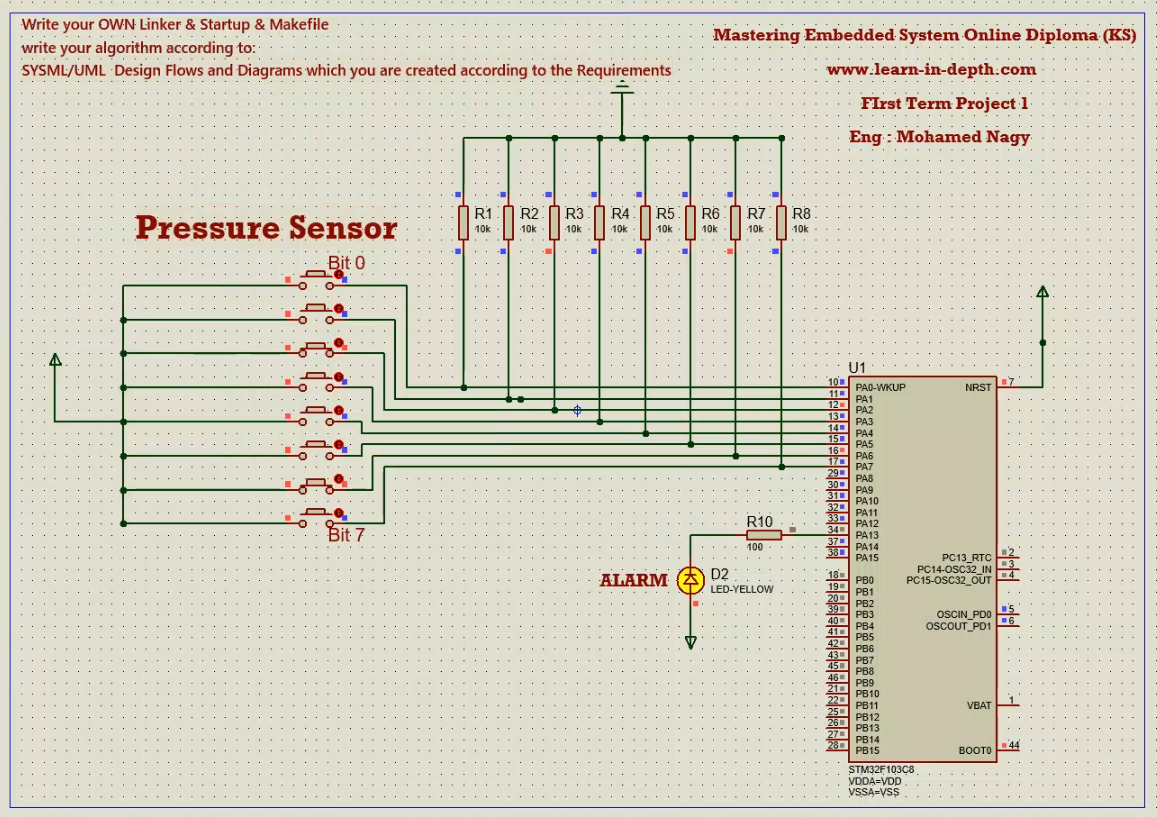 Write your OWN Linker & Startup & Makefile
write your algorithm according to:
SYSML/UML Design Flows and Diagrams which you are created according to the Requirements
Mastering Embedded System Online Diploma (KS)
www.learn-in-depth.com
FIrst Term Project 1
Eng : Mohamed Nagy
Pressure Sensor
Bit 0
Bit 7
R1
10k
R2
10k
R3
10k
R4
10k
R5
10k
R6
10k
R7
10k
R8
10k
R10
100
ALARM
D2
LED-YELLOW
U1
10 PA0-WKUP
11 PA1
12 PA2
13 PA3
14 PA4
15 PA5
16 PA6
17 PA7
29 PA8
30 PA9
31 PA10
32 PA11
33 PA12
34 PA13
37 PA14
38 PA15
18 PB0
19 PB1
20 PB2
39 PB3
40 PB4
41 PB5
42 PB6
43 PB7
45 PB8
46 PB9
21 PB10
22 PB11
25 PB12
26 PB13
27 PB14
28 PB15
NRST 7
PC13_RTC 2
PC14-OSC32_IN 3
PC15-OSC32_OUT 4
OSCIN_PD0 5
OSCOUT_PD1 6
VBAT 1
BOOT0 44
STM32F103C8
VDDA=VDD
VSSA=VSS